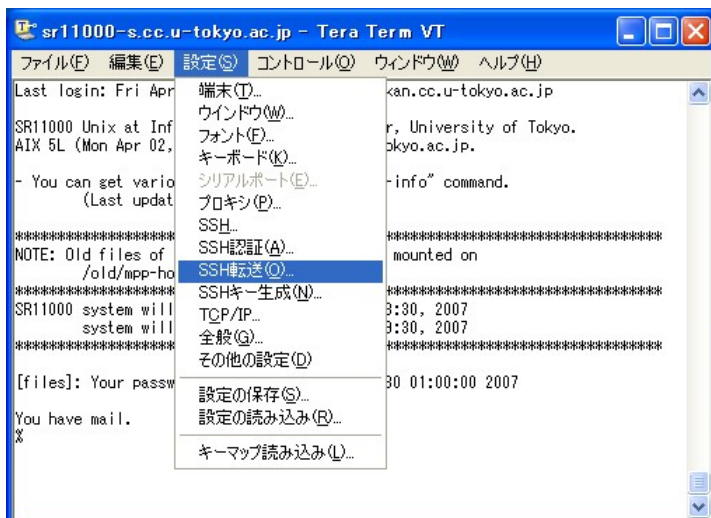 sr11000-s.cc.u-tokyo.ac.jp - Tera Term VT
ファイル(F) 編集(E) 設定(S) コントロール(O) ウィンドウ(W) ヘルプ(H)
Last login: Fri Apr kan.cc.u-tokyo.ac.jp
SR11000 Unix at Inf r, University of Tokyo.
AIX 5L (Mon Apr 02, okyo.ac.jp.
- You can get vario -info" command.
(Last updat
NOTE: Old files of mounted on
/old/mpp-ho
SR11000 system will 8:30, 2007
system will 9:30, 2007
[files]: Your passw 30 01:00:00 2007
You have mail.
%
端末(T)...
ウインドウ(W)...
フォント(F)...
キーボード(K)...
シリアルポート(E)...
プロキシ(P)...
SSH...
SSH認証(A)...
SSH転送(O)...
SSHキー生成(N)...
TCP/IP...
全般(G)...
その他の設定(D)
設定の保存(S)...
設定の読み込み(R)...
キーマップ読み込み(L)...